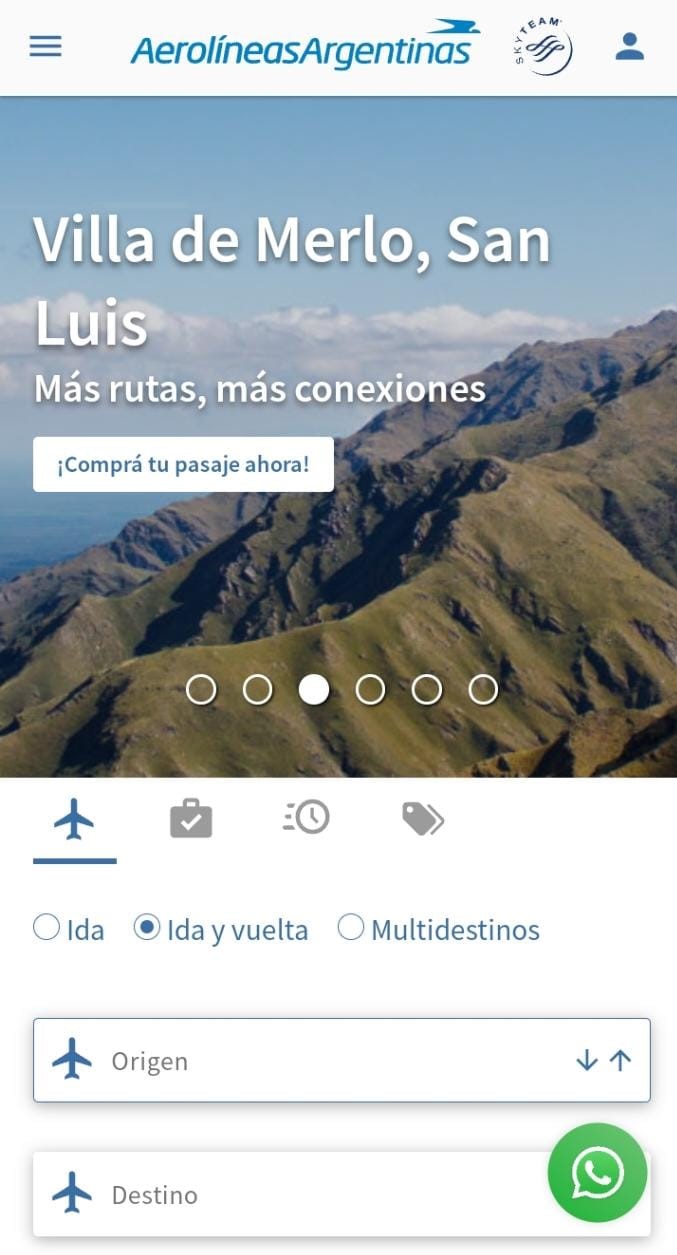 AerolíneasArgentinas
SKYTEAM
Villa de Merlo, San
Luis
Más rutas, más conexiones
¡Comprá tu pasaje ahora!
Ida Ida y vuelta Multidestinos
Origen
Destino